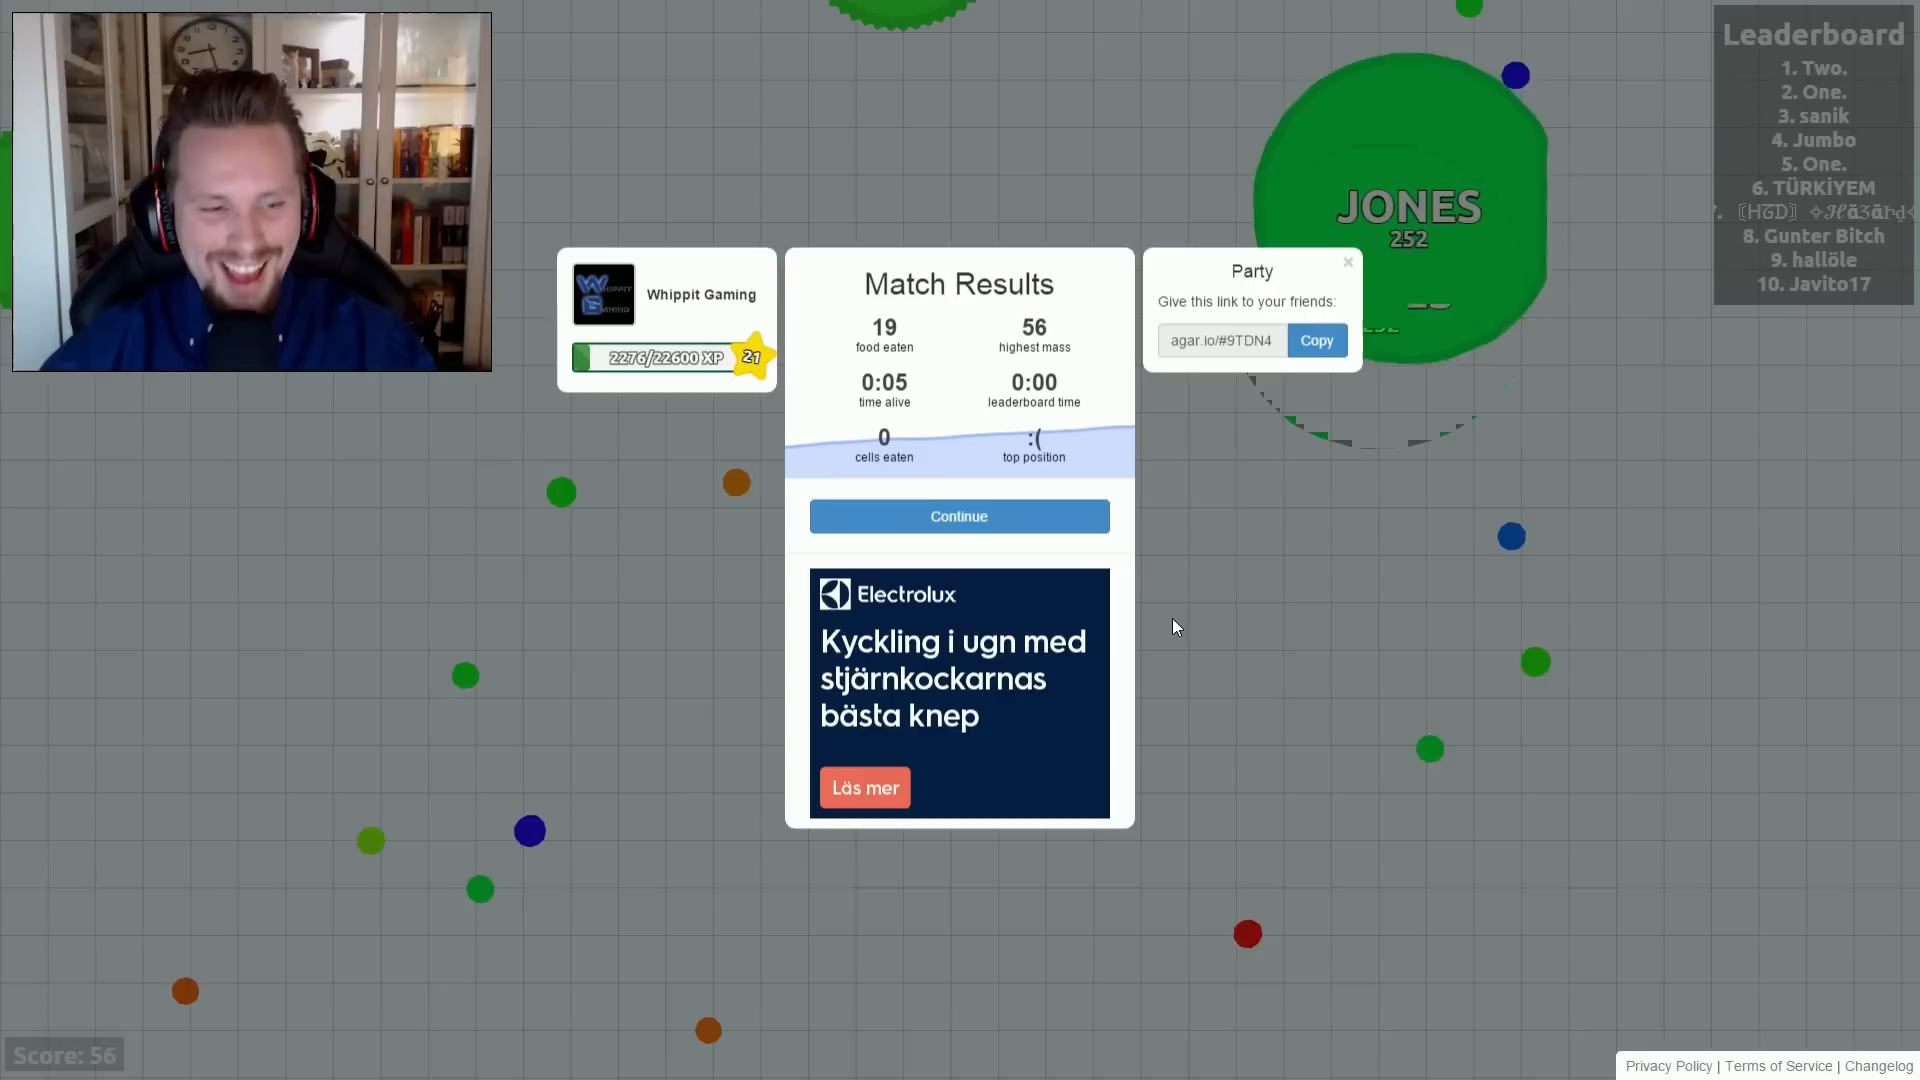 Leaderboard
1. Two.
2. One.
3. sanik
4. Jumbo
5. One.
6. TÜRKİYEM
8. Gunter Bitch
9. hallöle
10. Javito17
JONES
252
Whippit Gaming
2276/22600 XP
21
Match Results
19
food eaten
56
highest mass
0:05
time alive
0:00
leaderboard time
0
cells eaten
:(
top position
Continue
Party
×
Give this link to your friends:
agar.io/#9TDN4
Copy
Electrolux
Kyckling i ugn med
stjärnkockarnas
bästa knep
Läs mer
Score: 56
Privacy Policy | Terms of Service | Changelog